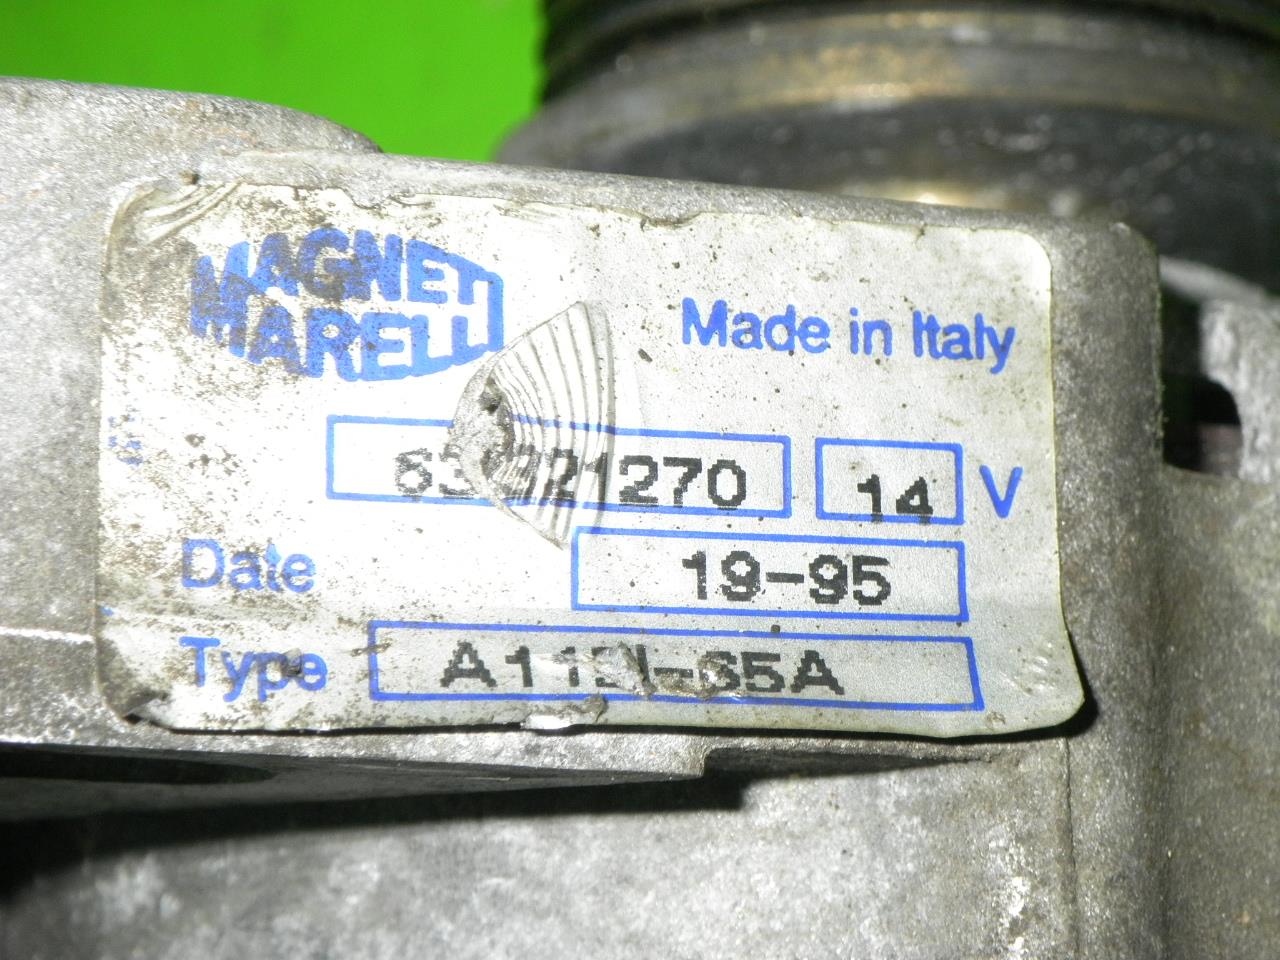 MAGNETI
MARELLI
Made in Italy
14 V
Date 19-95
Type